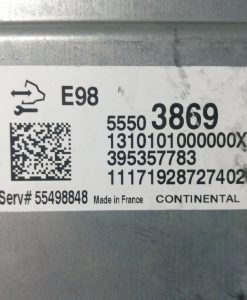 E98
5550 3869
1310101000000X
395357783
11171928727402
Serv# 55498848 Made in France CONTINENTAL